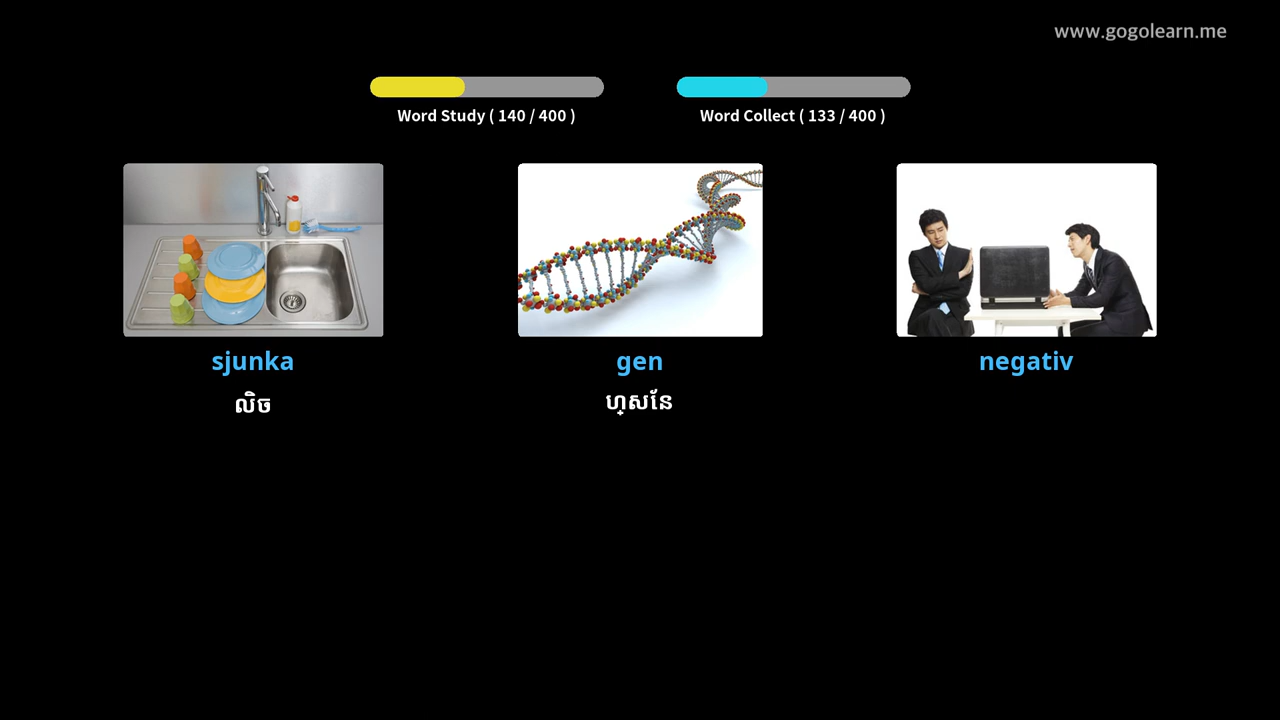 www.gogolearn.me
Word Study ( 140 / 400 )
Word Collect ( 133 / 400 )
sjunka
gen
negativ
លិច
ហ្សែន